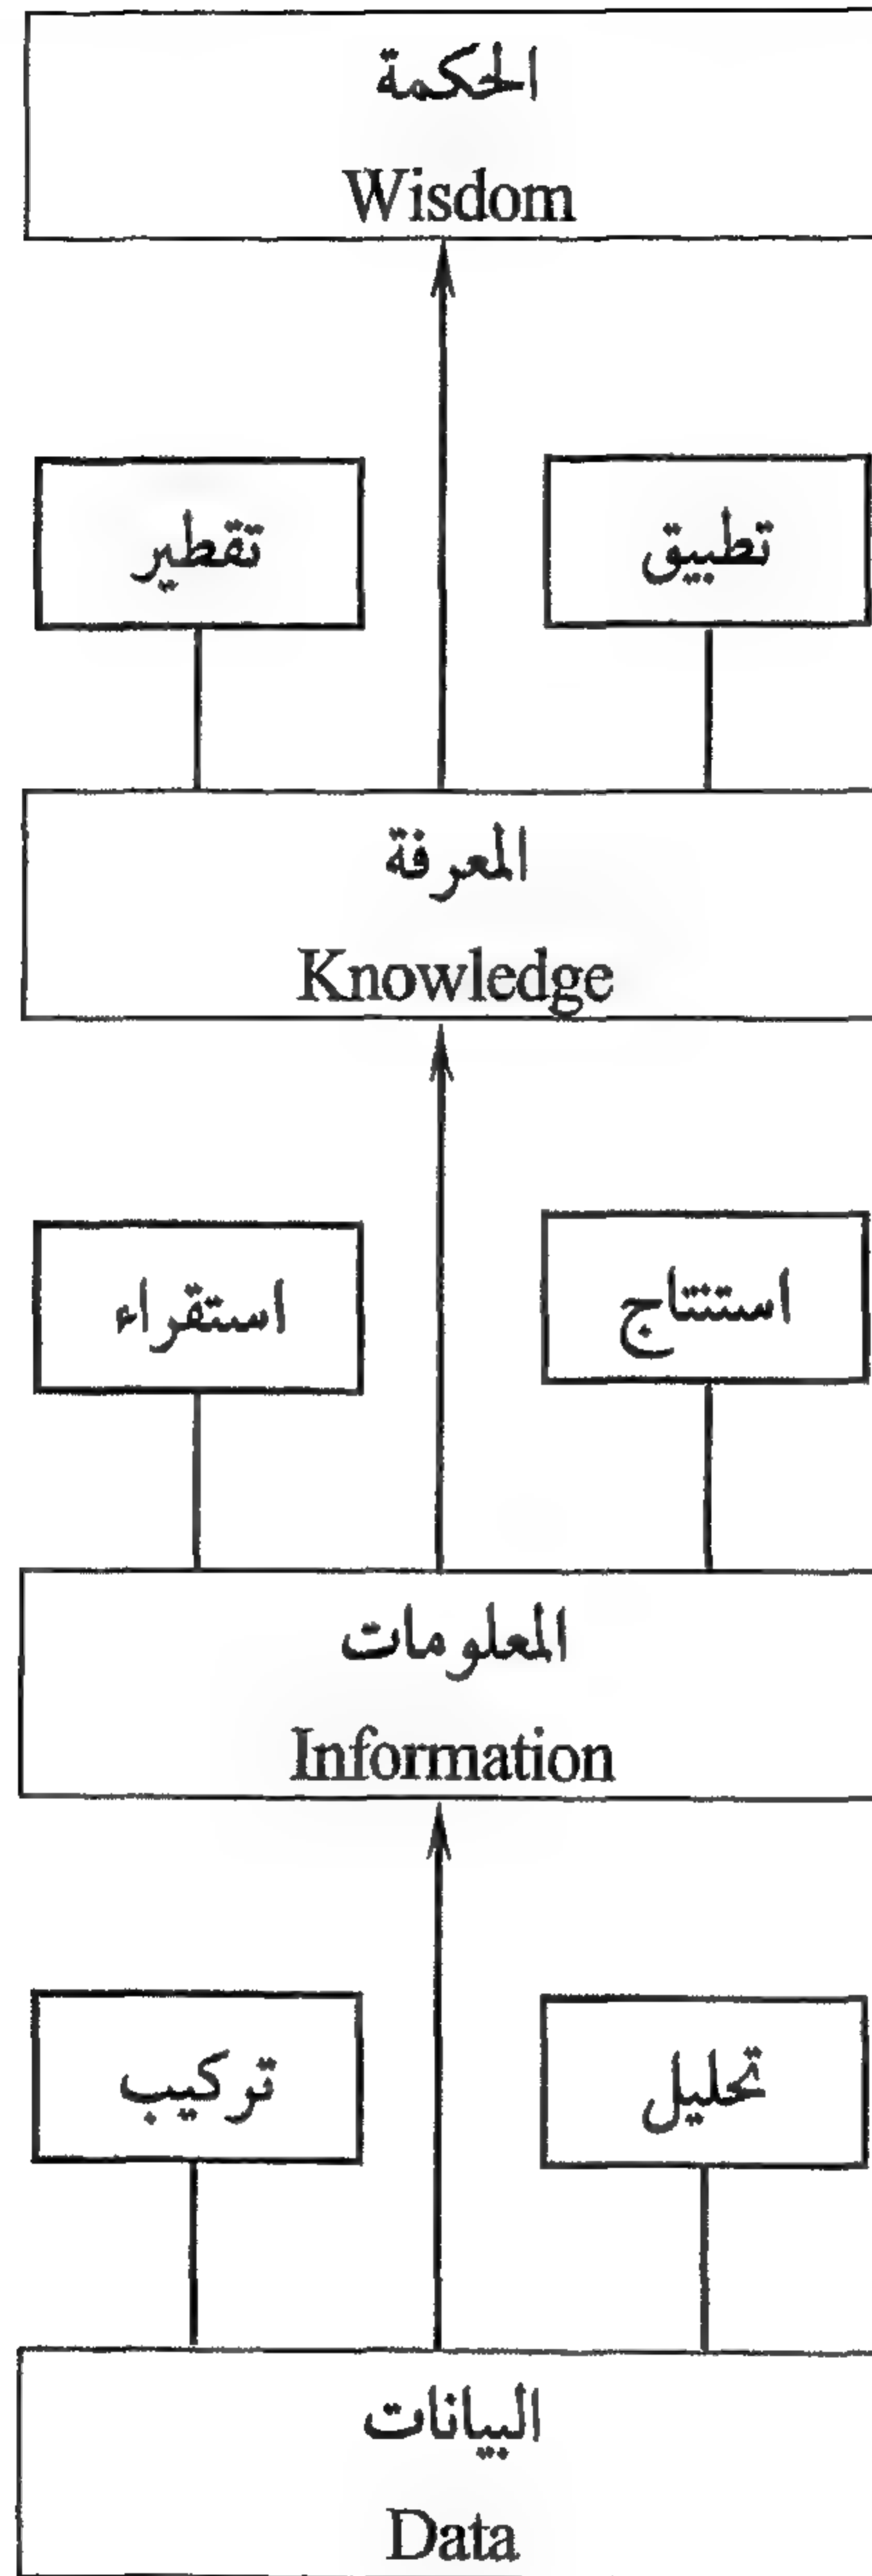 الحكمة
Wisdom
تطبيق
تقطير
المعرفة
Knowledge
استنتاج
استقراء
المعلومات
Information
تحليل
تركيب
البيانات
Data